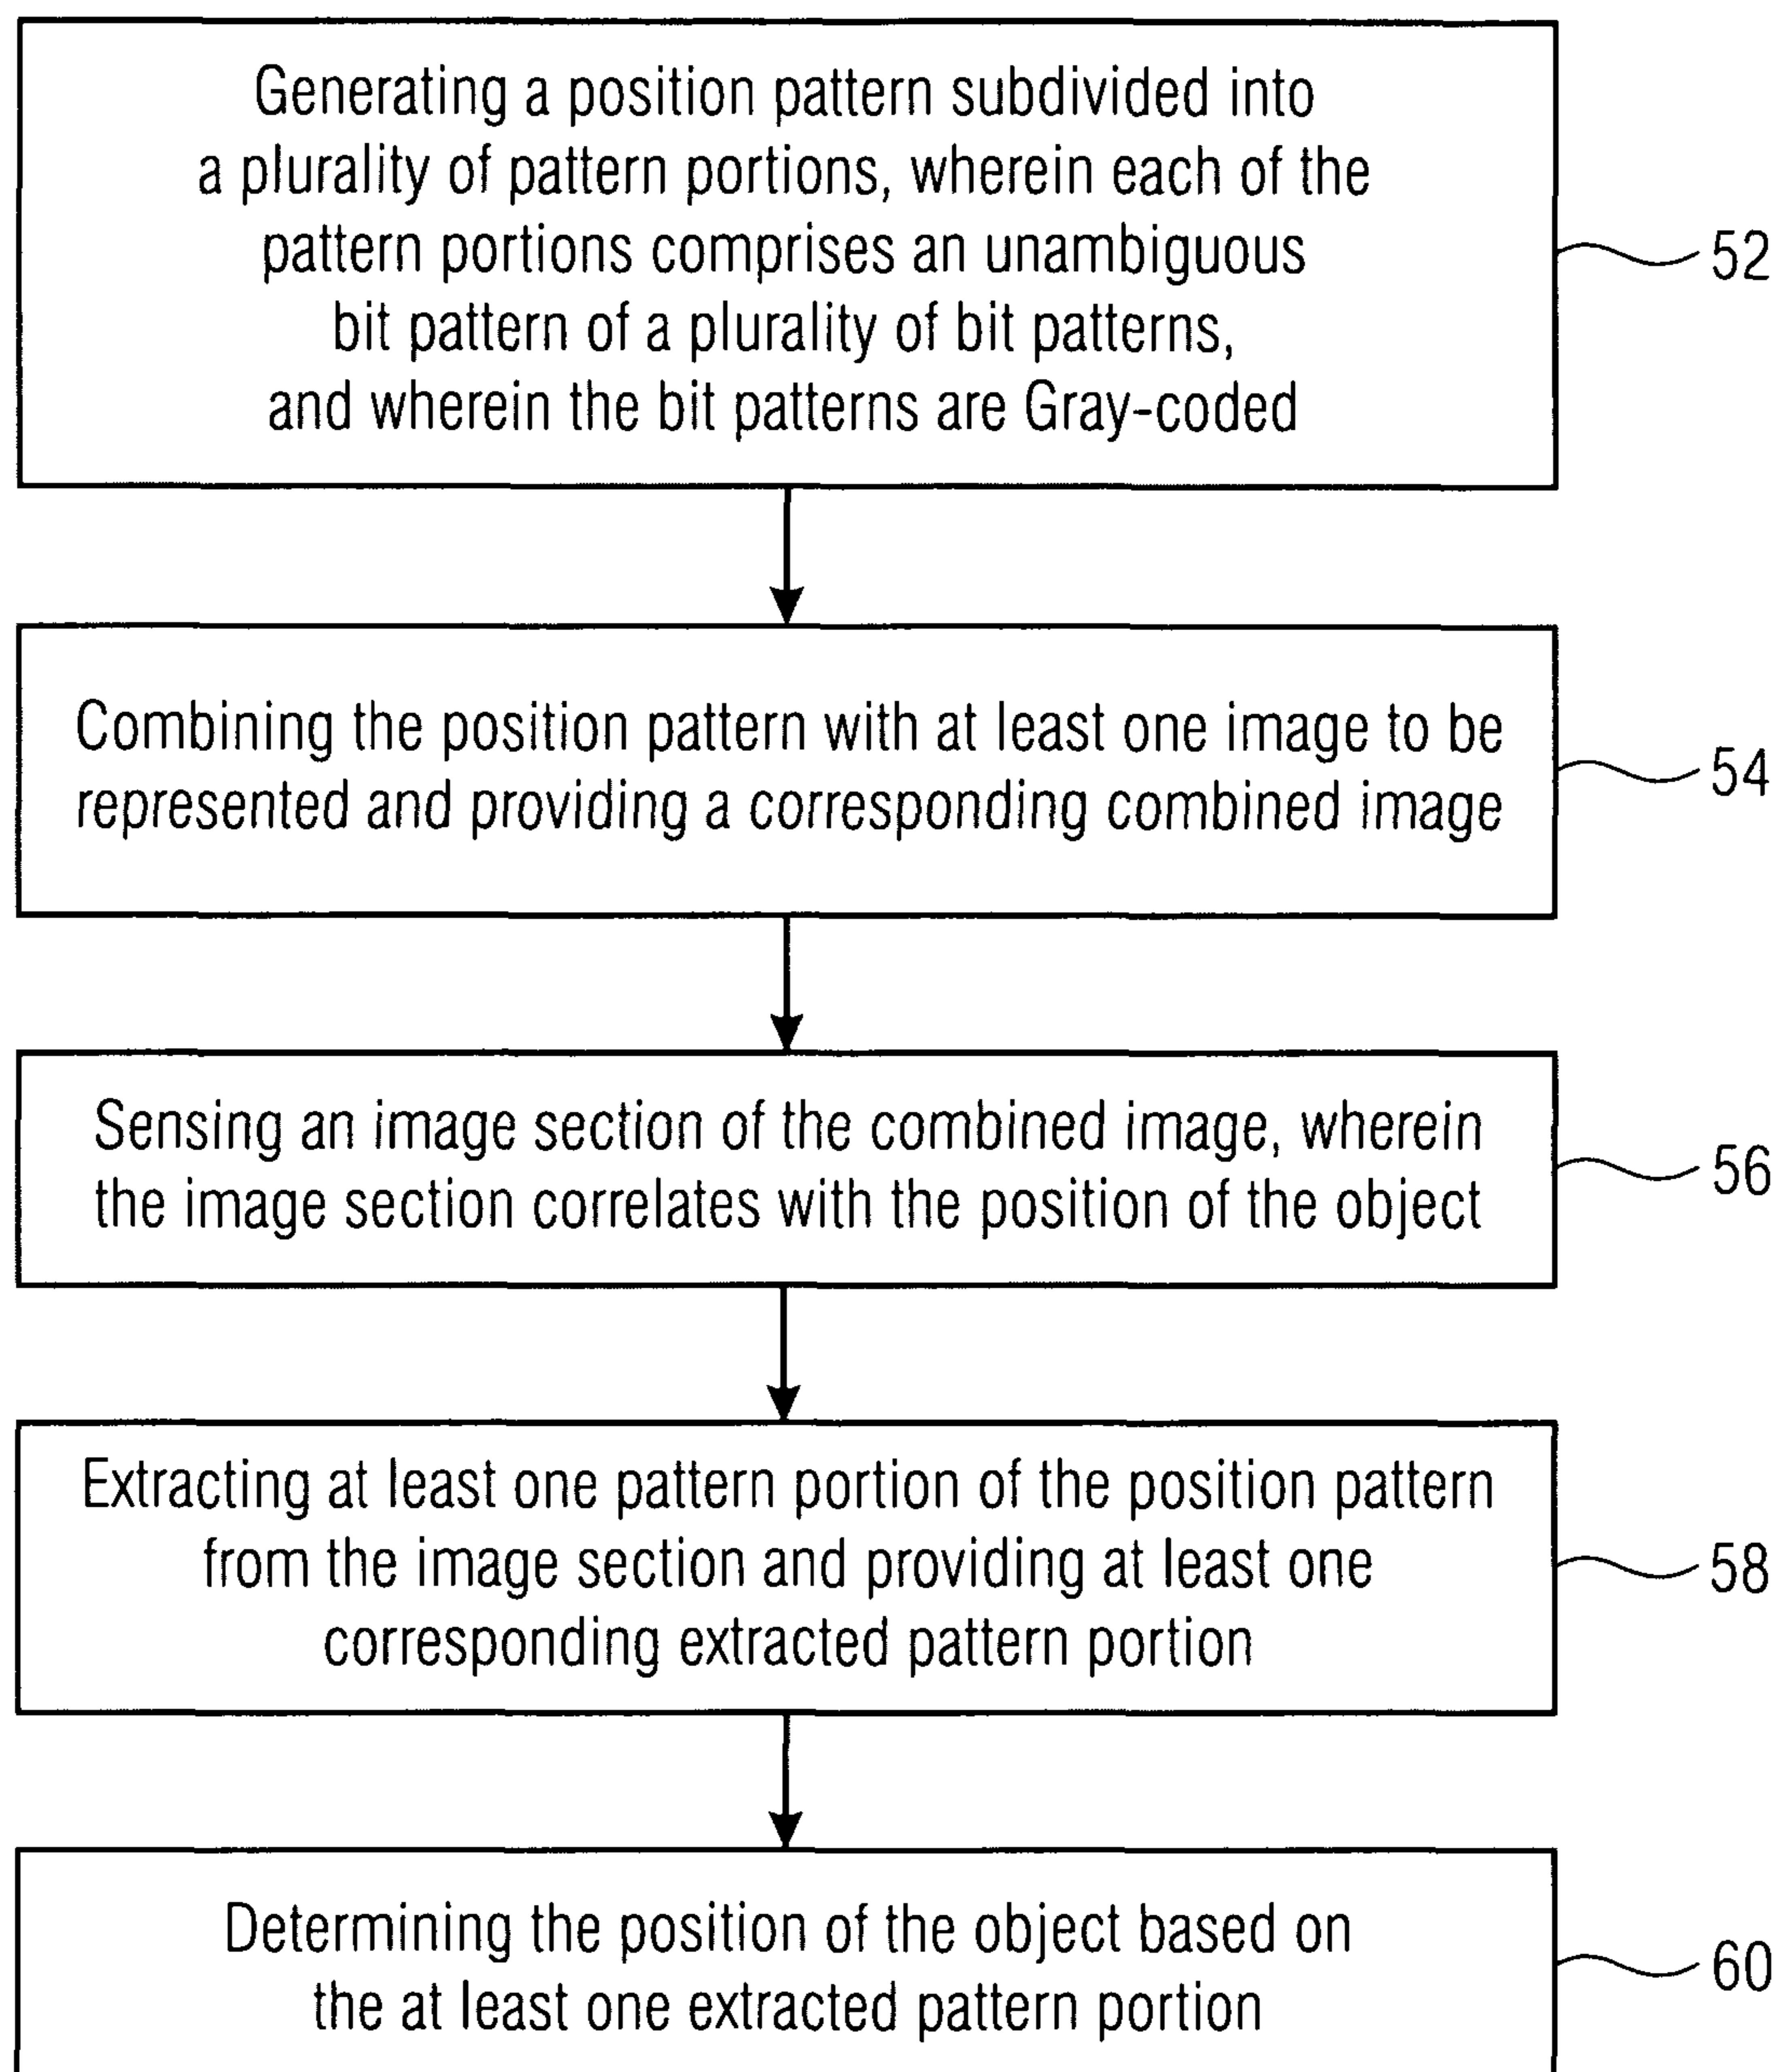 Generating a position pattern subdivided into
a plurality of pattern portions, wherein each of the
pattern portions comprises an unambiguous
bit pattern of a plurality of bit patterns,
and wherein the bit patterns are Gray-coded
52
Combining the position pattern with at least one image to be
represented and providing a corresponding combined image
54
Sensing an image section of the combined image, wherein
the image section correlates with the position of the object
56
Extracting at least one pattern portion of the position pattern
from the image section and providing at least one
corresponding extracted pattern portion
58
Determining the position of the object based on
the at least one extracted pattern portion
60